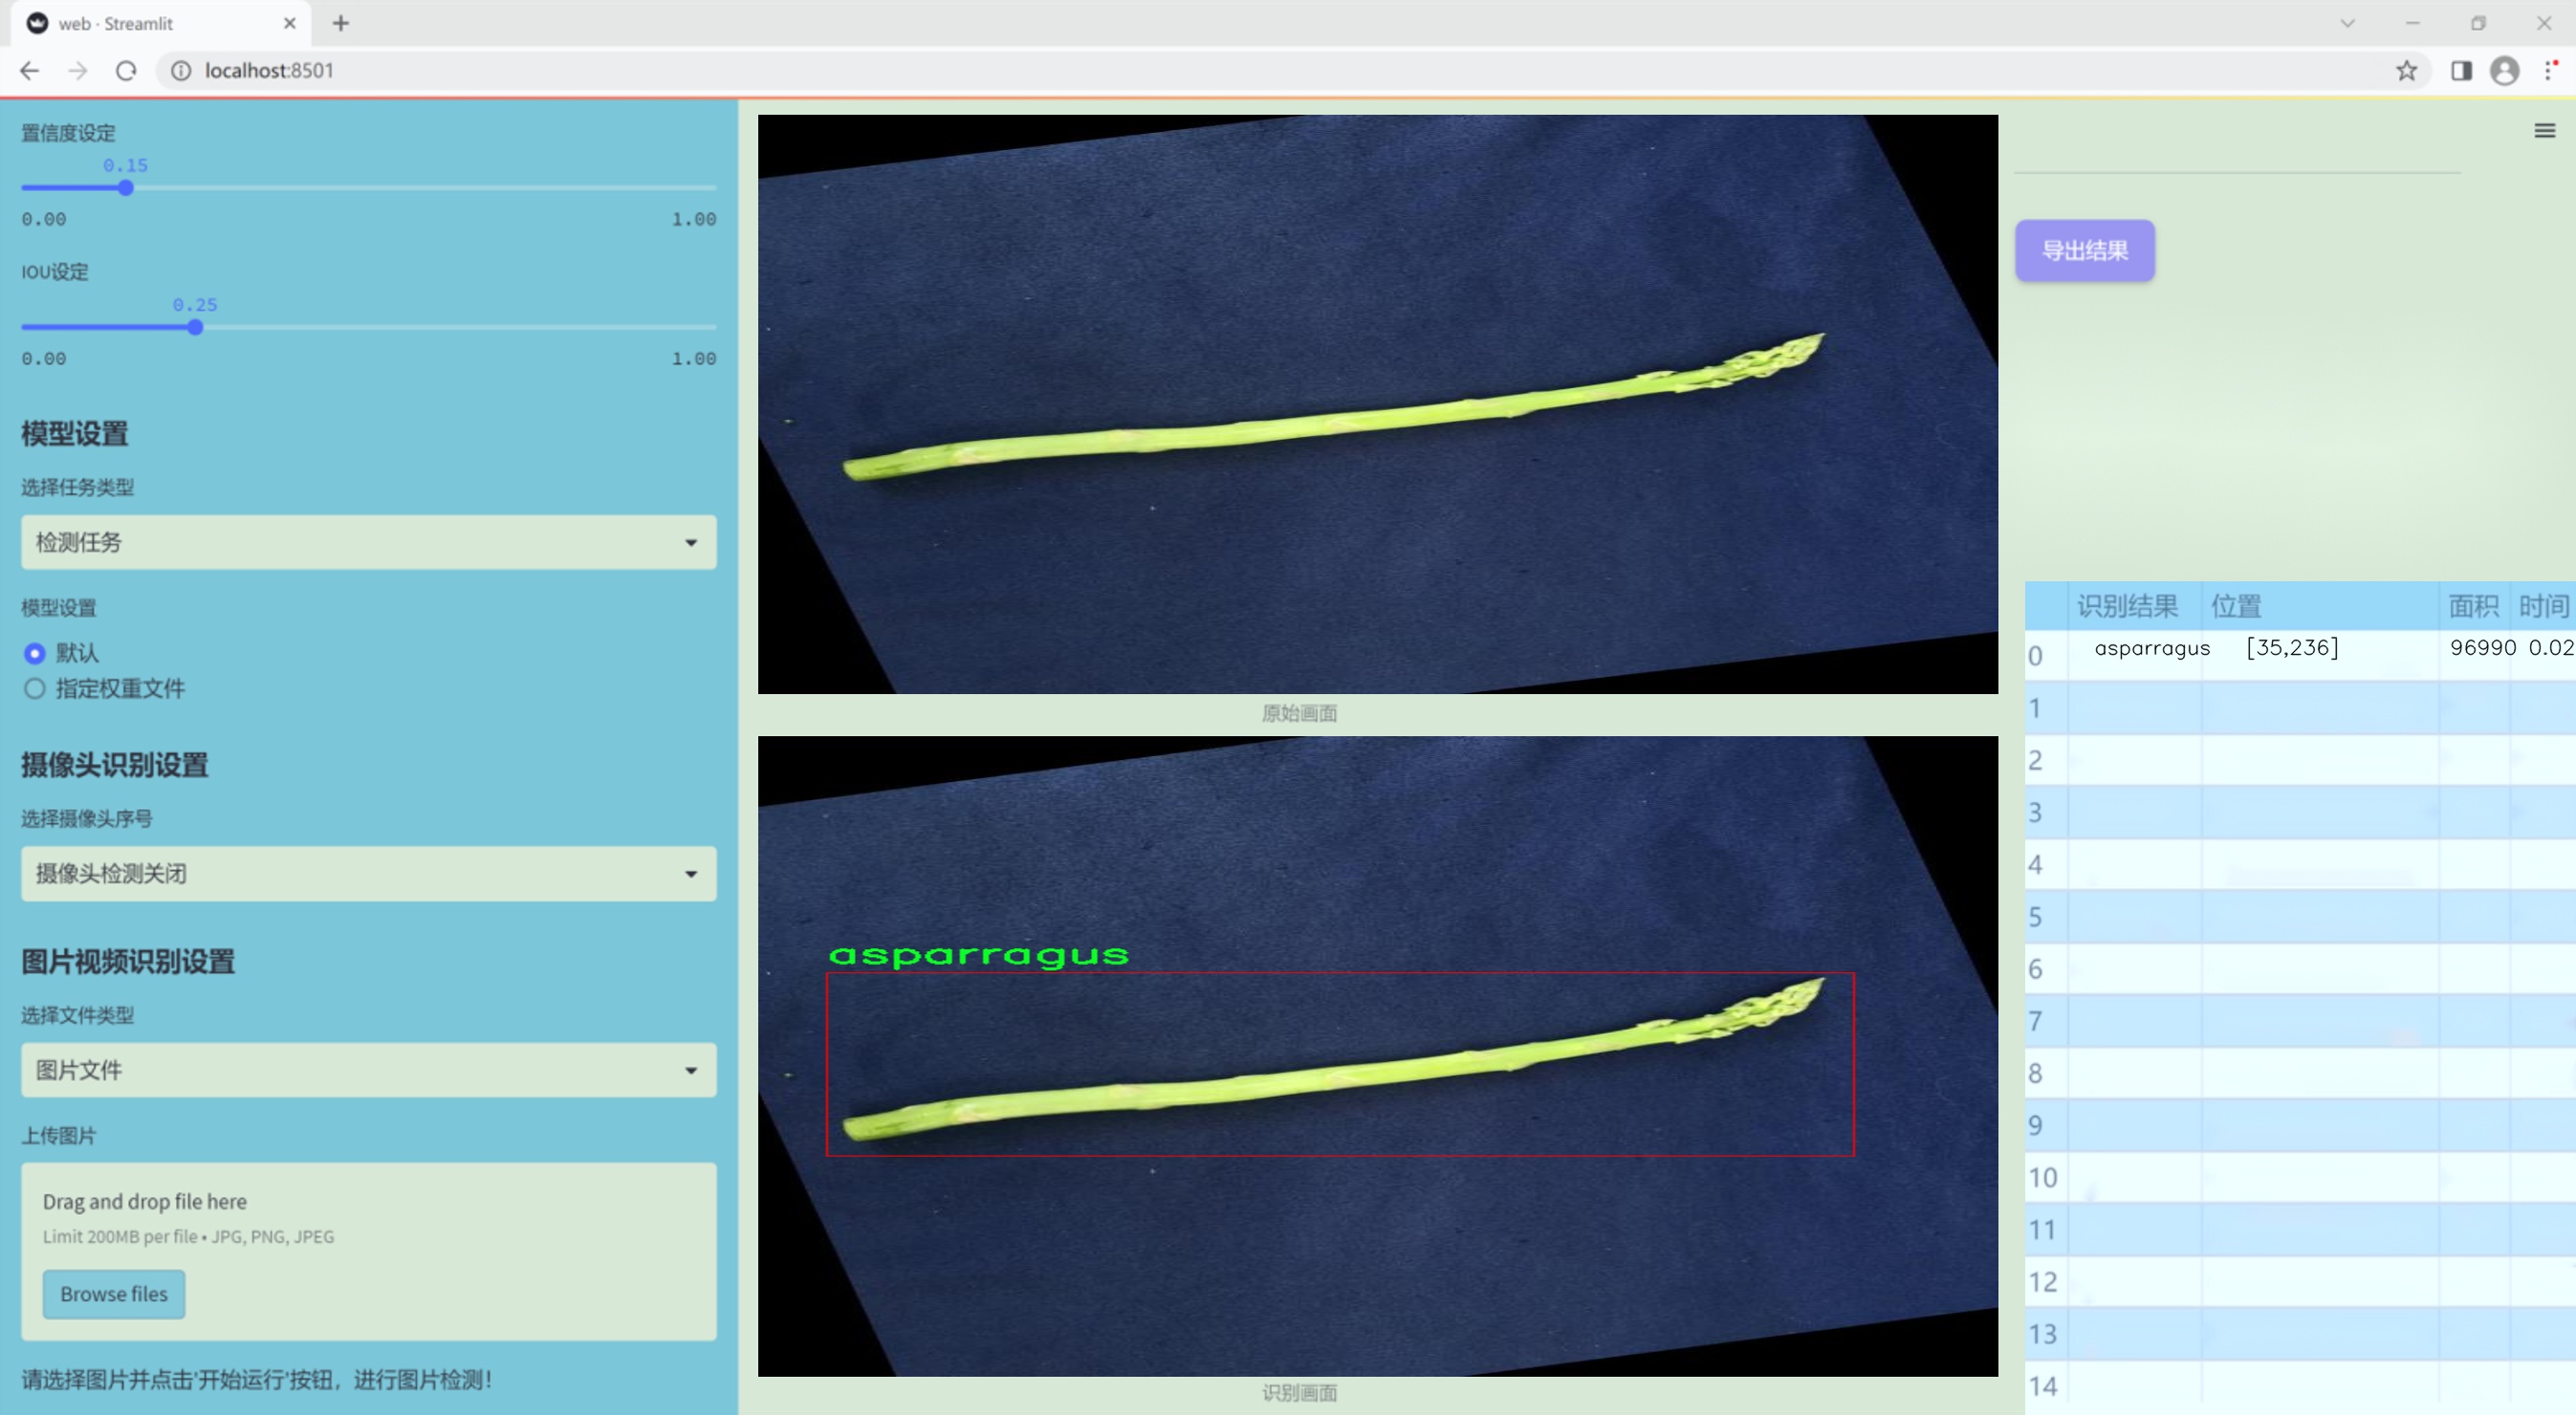 web · Streamlit
localhost:8501
置信度设定
0.15
0.00 1.00
IOU设定
0.25
0.00 1.00
模型设置
选择任务类型
检测任务
模型设置
默认
指定权重文件
摄像头识别设置
选择摄像头序号
摄像头检测关闭
图片视频识别设置
选择文件类型
图片文件
上传图片
Drag and drop file here
Limit 200MB per file • JPG, PNG, JPEG
Browse files
请选择图片并点击'开始运行'按钮，进行图片检测！
原始画面
asparragus
识别画面
导出结果
识别结果 位置 面积 时间
0 asparragus [35,236] 96990 0.02
1
2
3
4
5
6
7
8
9
10
11
12
13
14